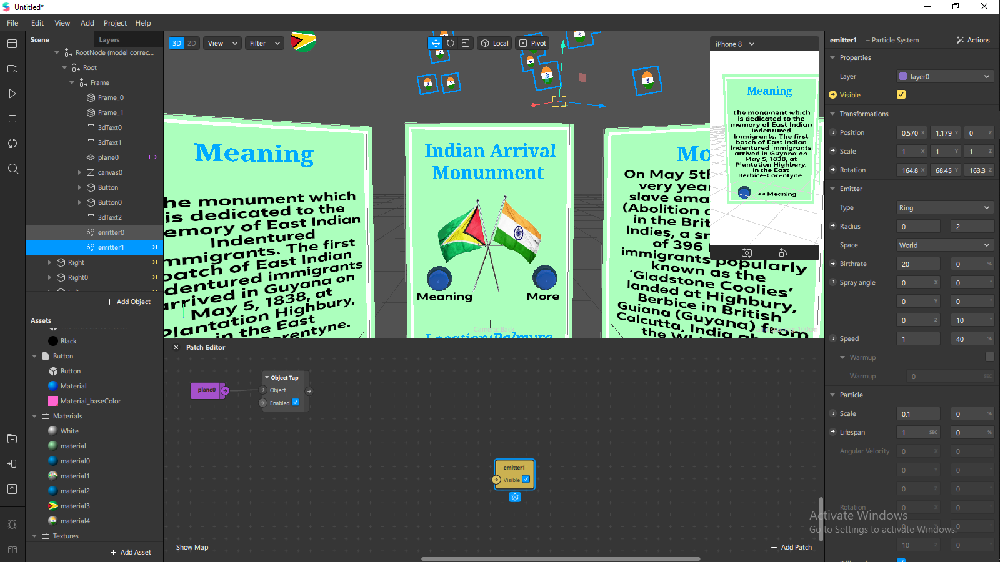 Untitled*
File Edit View Add Project Help
Scene Layers
RootNode (model correc...
Root
Frame
Frame_0
Frame_1
3dText0
3dText1
plane0
canvas0
Button
Button0
3dText2
emitter0
emitter1
Right
Right0
+ Add Object
Assets
Black
Button
Button
Material
Material_baseColor
Materials
White
material
material0
material1
material2
material3
material4
Textures
+ Add Asset
3D 2D View Filter
Local Pivot
Meaning
he monument which
is dedicated to the
emory of East Indian
Indentured
mmigrants. The first
batch of East Indian
dentured immigrants
arrived in Guyana on
May 5, 1838, at
Plantation Highbury,
in the East
orentyne.
Indian Arrival
Monunment
Meaning More
Camera: Back
Location:Palmyra
Mo
On May 5th
very yea
slave ema
(Abolition
in the Brit
Indies, a sm
of 396
immigrants popularly
known as the
‘Gladstone Coolies’
landed at Highbury,
Berbice in British
Guiana (Guyana) from
Calcutta, India
the
iPhone 8
Meaning
The monument which
is dedicated to the
memory of East Indian
Indentured
Immigrants. The first
batch of East Indian
Indentured immigrants
arrived in Guyana on
May 5, 1838, at
Plantation Highbury,
in the East
Berbice-Corentyne.
<< Meaning
Patch Editor
plane0
Object Tap
Object
Enabled
emitter1
Visible
Show Map
+ Add Patch
emitter1 – Particle System Actions
Properties
Layer layer0
Visible
Transformations
Position 0.570 X 1.179 Y 0 Z
Scale 1 X 1 Y 1 Z
Rotation 164.8 X 68.45 Y 163.3 Z
Emitter
Type Ring
Radius 0 2
Space World
Birthrate 20 0 %
Spray angle 0 X 0 °
0 Y 0 °
0 Z 10 °
Speed 1 40 %
Warmup
Warmup 0 SEC
Particle
Scale 0.1 0 %
Lifespan 1 SEC 0 %
Angular Velocity 0 X 0 °
0 Y 0 °
0 Z 0 °
Rotation 0 X 0 °
0 0
10 Z 0 °
Activate Windows
Go to Settings to activate Windows.